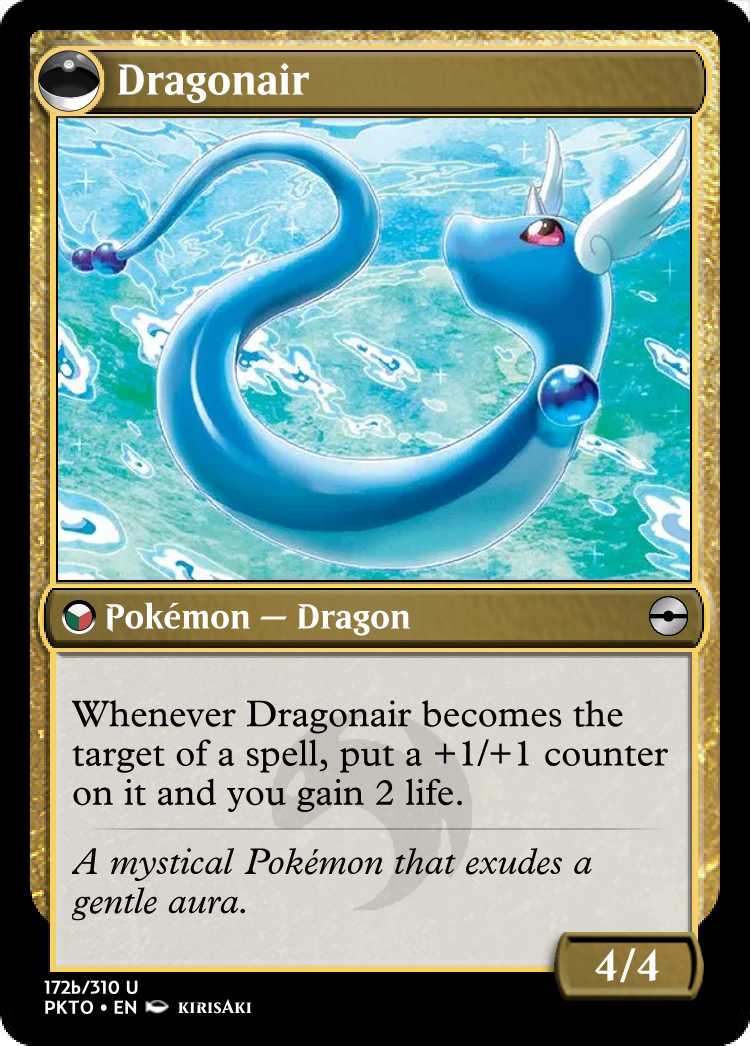 Dragonair
Pokémon — Dragon
Whenever Dragonair becomes the
target of a spell, put a +1/+1 counter
on it and you gain 2 life.
A mystical Pokémon that exudes a
gentle aura.
4/4
172b/310 U
PKTO • EN KIRISAKI